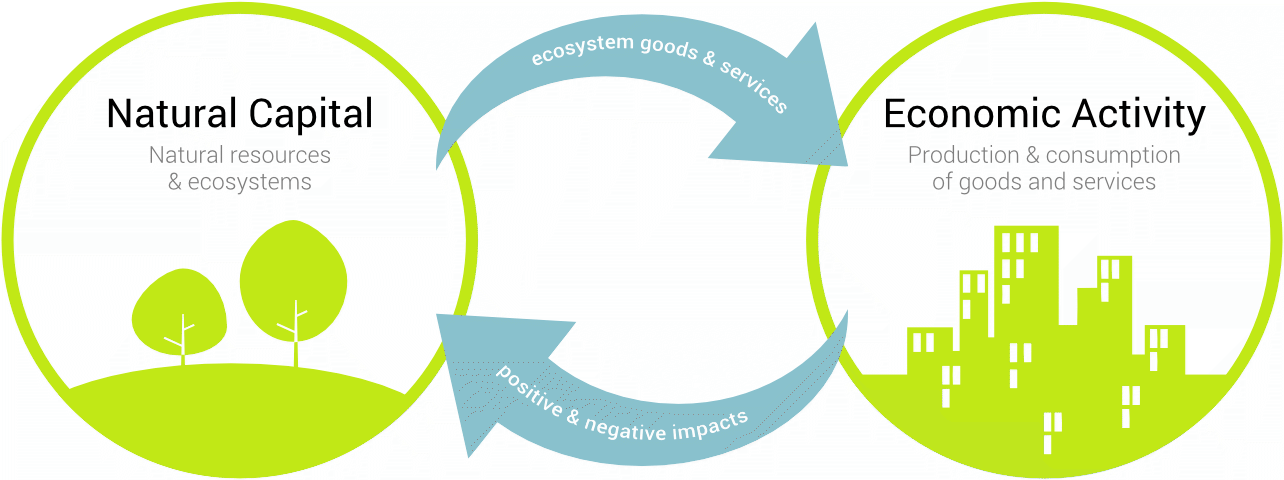 ecosystem goods & services
Natural Capital
Natural resources
& ecosystems
Economic Activity
Production & consumption
of goods and services
positive & negative impacts